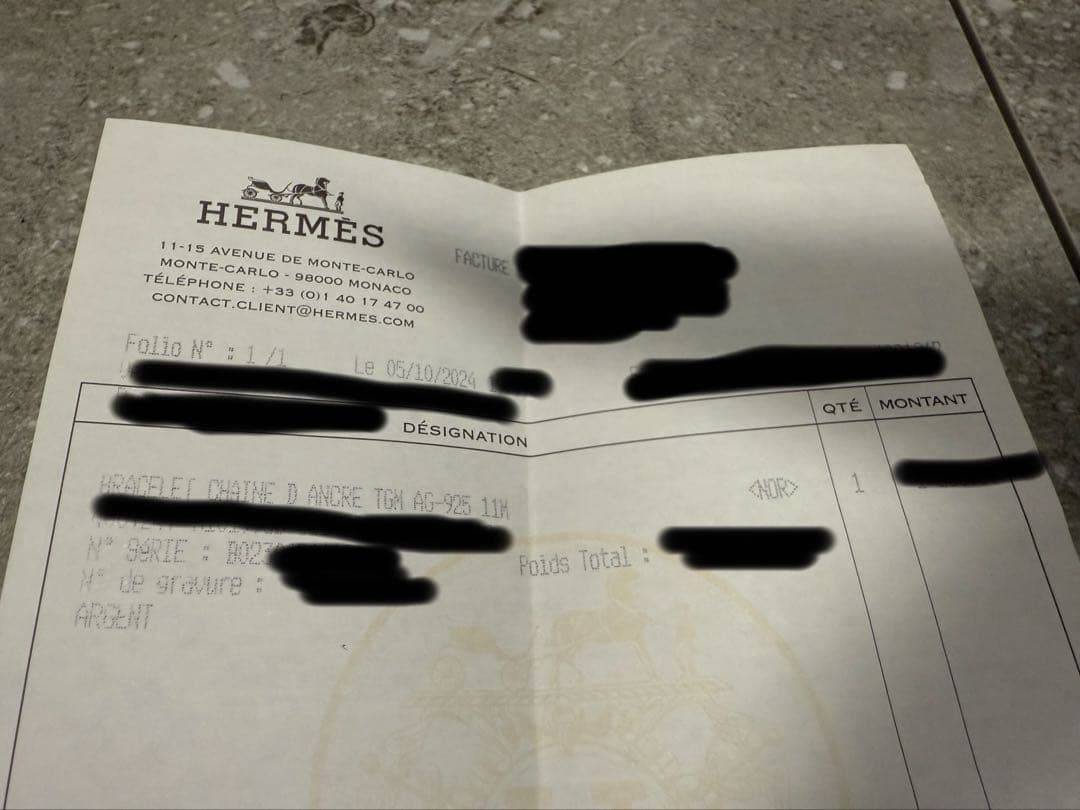 HERMÈS
11-15 AVENUE DE MONTE-CARLO
MONTE-CARLO - 98000 MONACO
TÉLÉPHONE : +33 (0)1 40 17 47 00
CONTACT.CLIENT@HERMES.COM
FACTURE
Folio N° : 1 /1 Le 05/10/2024
DÉSIGNATION QTÉ MONTANT
HRACELET CHAINE D ANCRE TGM AG-925 11M <NOR> 1
N° SéRIE : Poids Total :
N° de gravure :
ARGENT